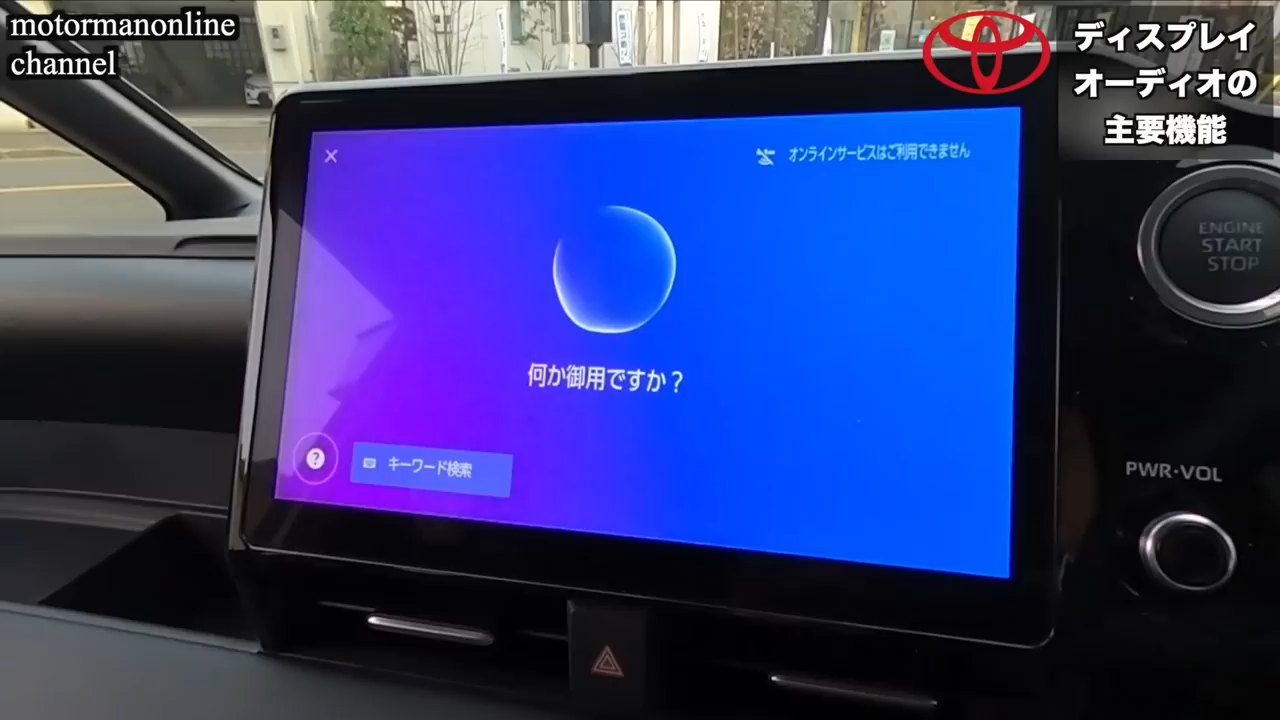 motormanonline
channel
ディスプレイ
オーディオの
主要機能
オンラインサービスはご利用できません
何か御用ですか？
?
キーワード検索
ENGINE
START
STOP
PWR·VOL